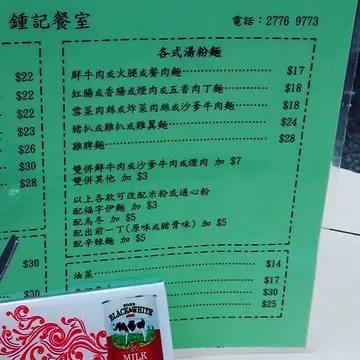 鍾記餐室
電話：2776 9773
$22
$22
$22
$23
$26
$30
$28
$30
各式湯粉麵
鮮牛肉或火腿或餐肉麵 $17
紅腸或香腸或煙肉或五香肉丁麵 $18
雪菜肉絲或炸菜肉絲或沙爹牛肉麵 $18
豬扒或雞扒或雞翼麵 $24
雞脾麵 $28
雙併鮮牛肉或沙爹牛肉或煙肉 加 $7
雙併其他 加 $3
以上各款可改配米粉或通心粉
配福字伊麵 加 $3
配烏冬 加 $5
配出前一丁(原味或豬骨味) 加 $5
配辛辣麵 加 $5
油菜 $14
$17
$30
$25
BLACK&WHITE
MILK